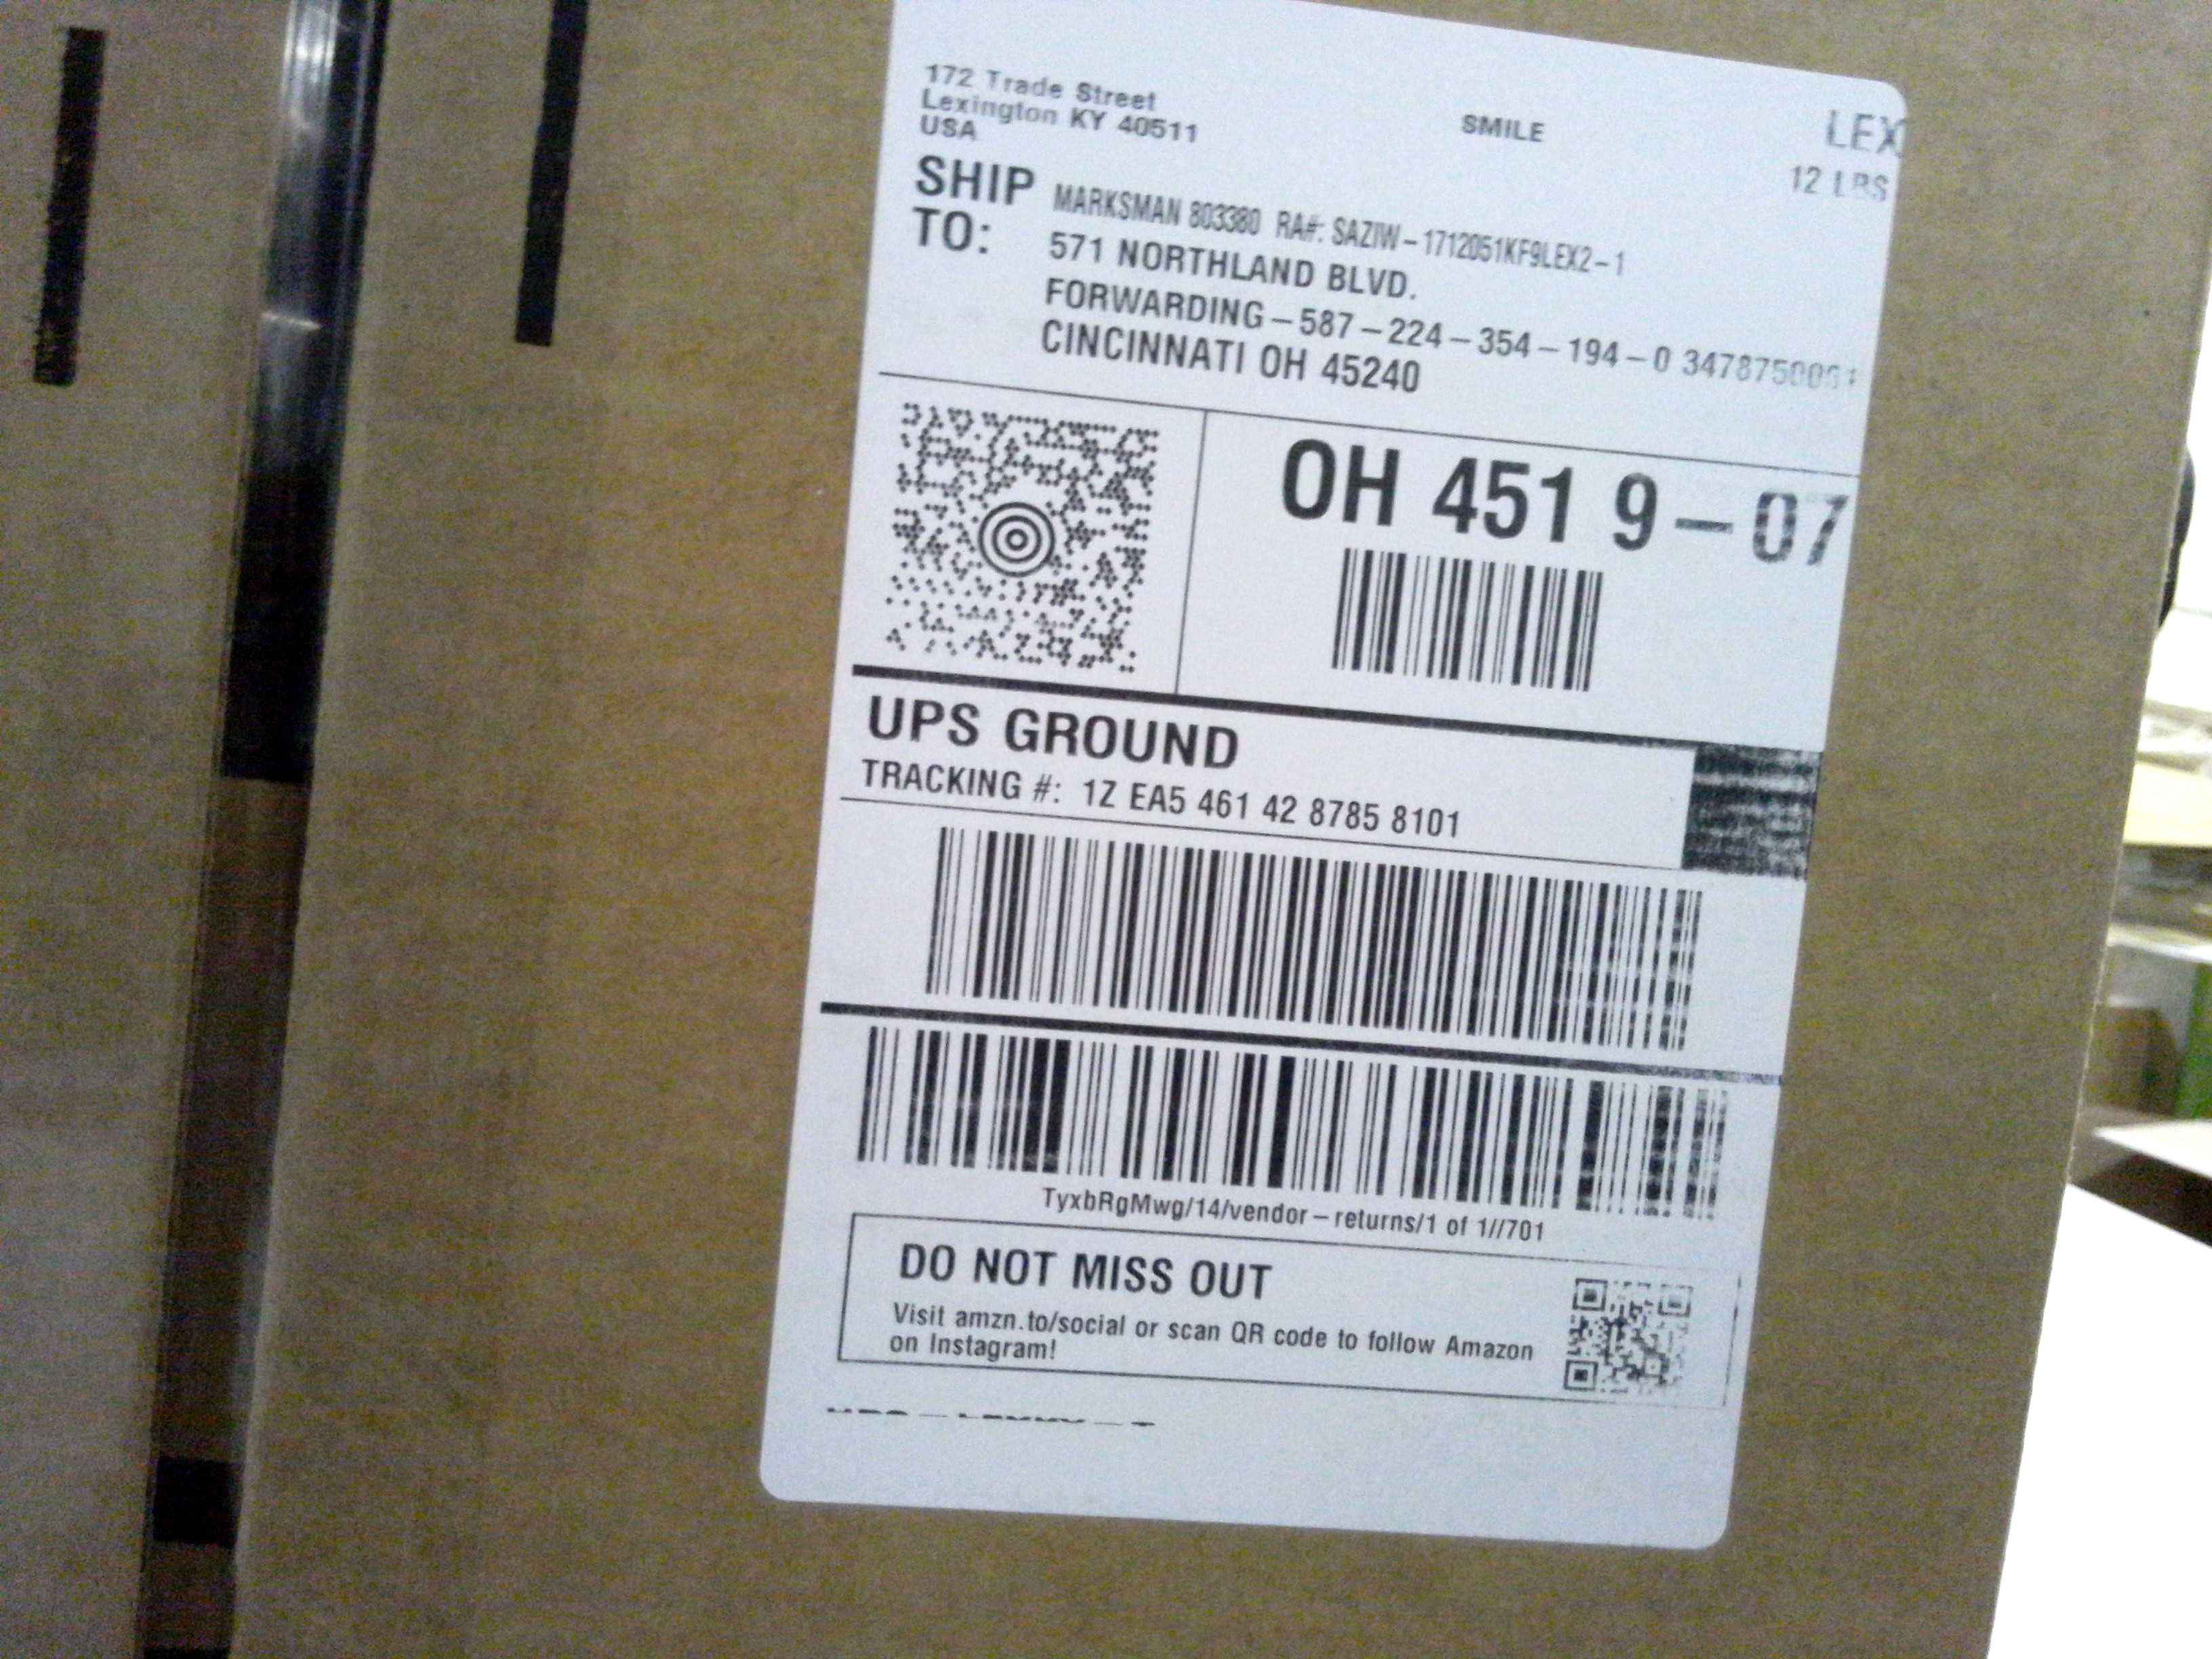 172 Trade Street
Lexington KY 40511
USA
SMILE
LEX
12 LBS
SHIP TO:
MARKSMAN 803380 RA#: SAZIW-1712051KF9LEX2-1
571 NORTHLAND BLVD.
FORWARDING-587-224-354-194-0
CINCINNATI OH 45240
OH 451 9-07
UPS GROUND
TRACKING #: 1Z EA5 461 42 8785 8101
TyxbRgMwg/14/vendor-returns/1 of 1//701
DO NOT MISS OUT
Visit amzn.to/social or scan QR code to follow Amazon
on Instagram!